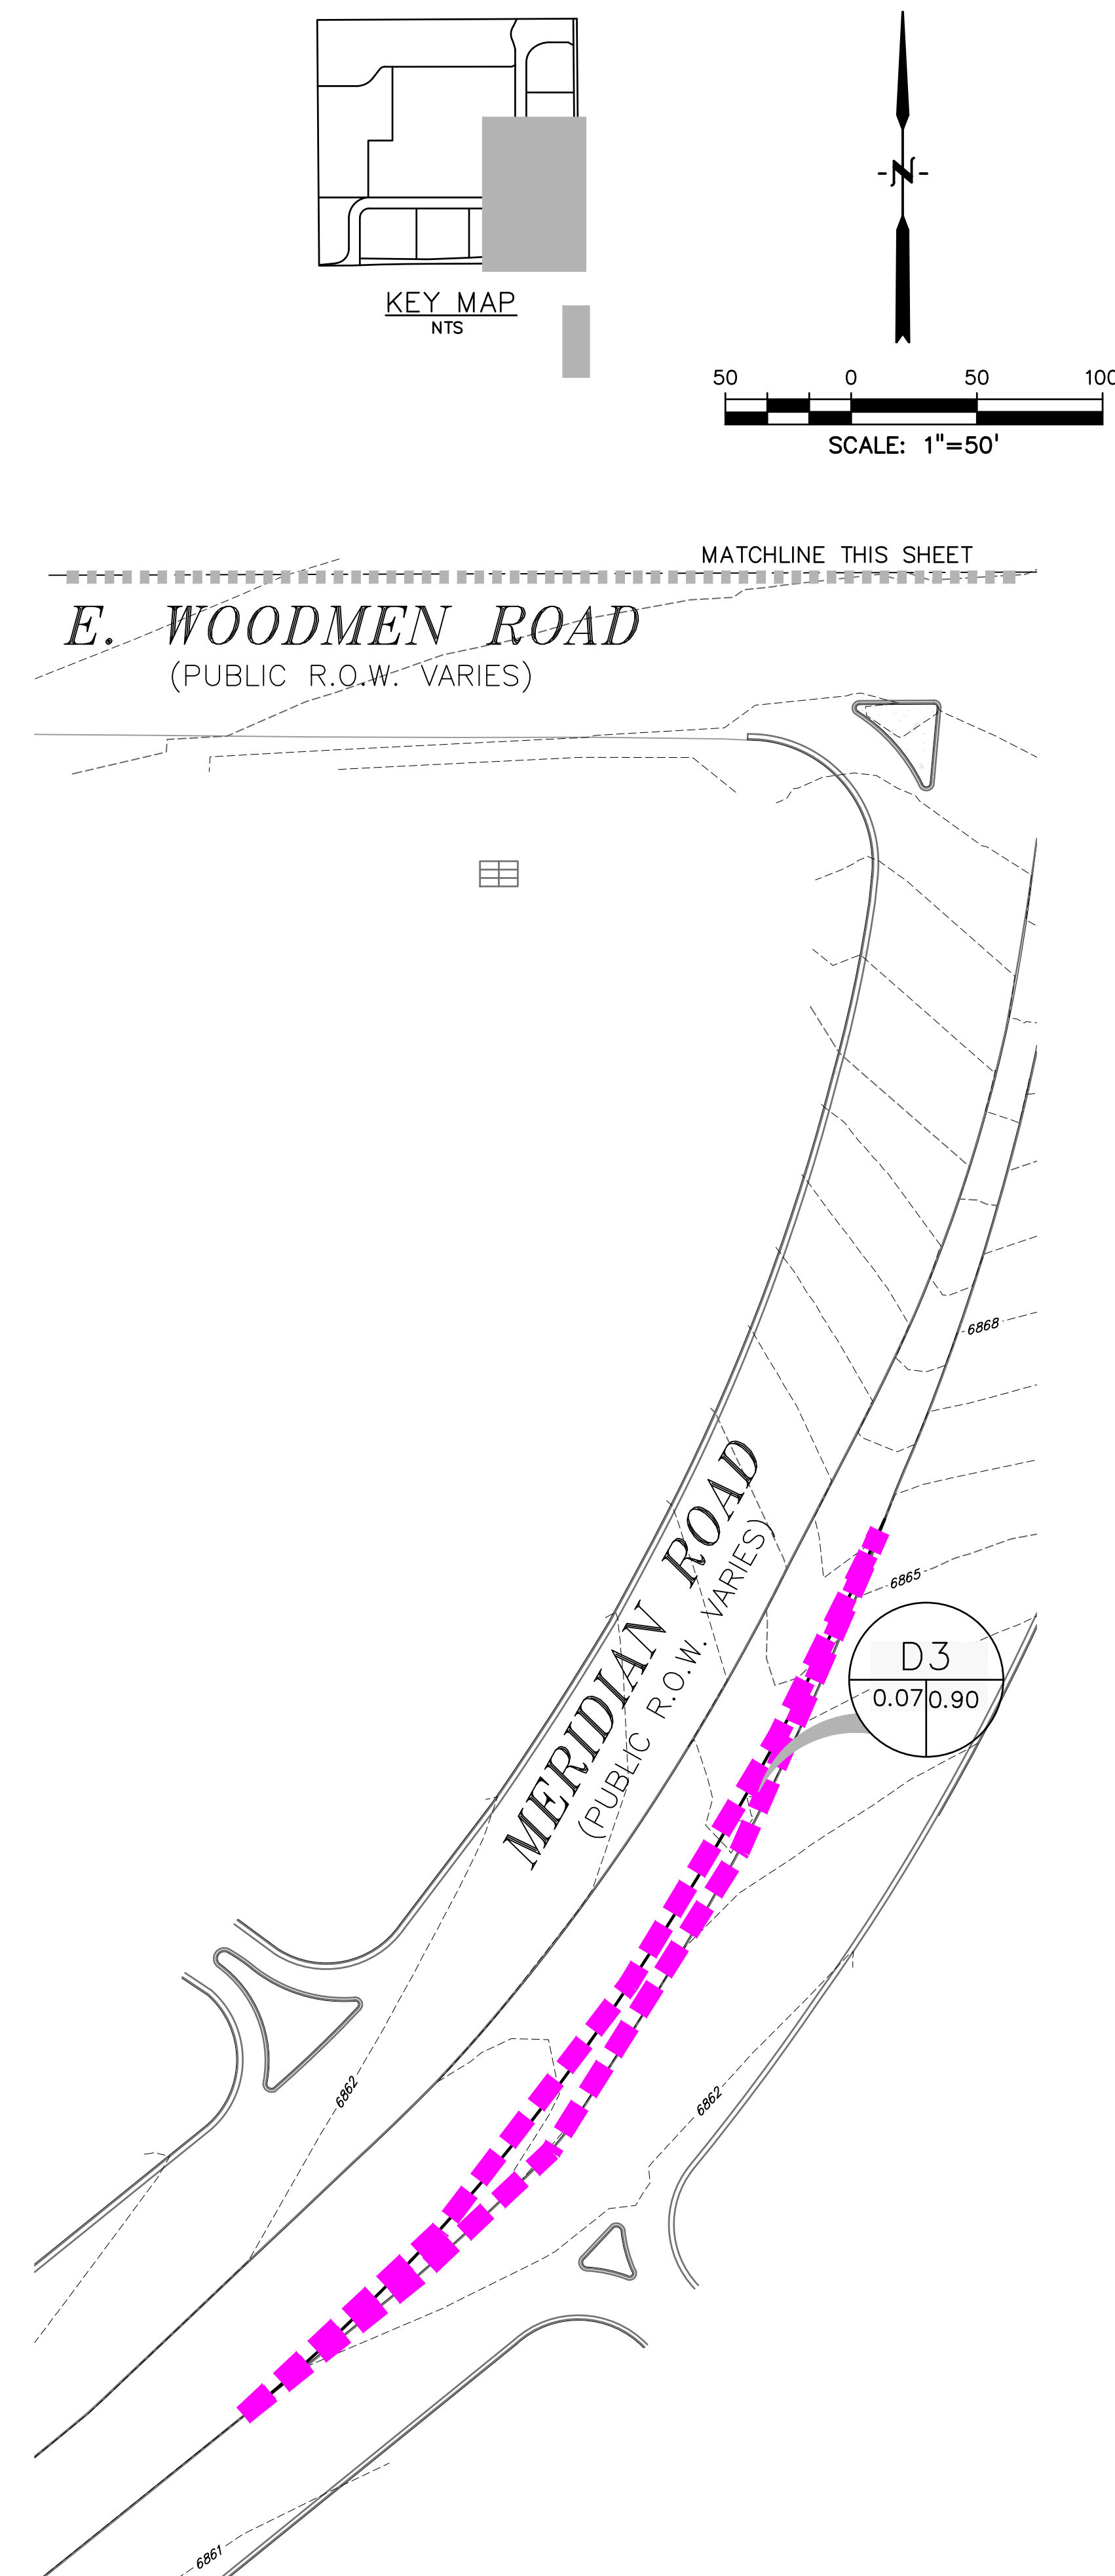 KEY MAP
NTS
N
50 0 50 100
SCALE: 1"=50'
MATCHLINE THIS SHEET
E. WOODMEN ROAD
(PUBLIC R.O.W. VARIES)
6868
MERIDIAN ROAD
(PUBLIC R.O.W. VARIES)
6865
D3
0.07 0.90
6862
6862
6861